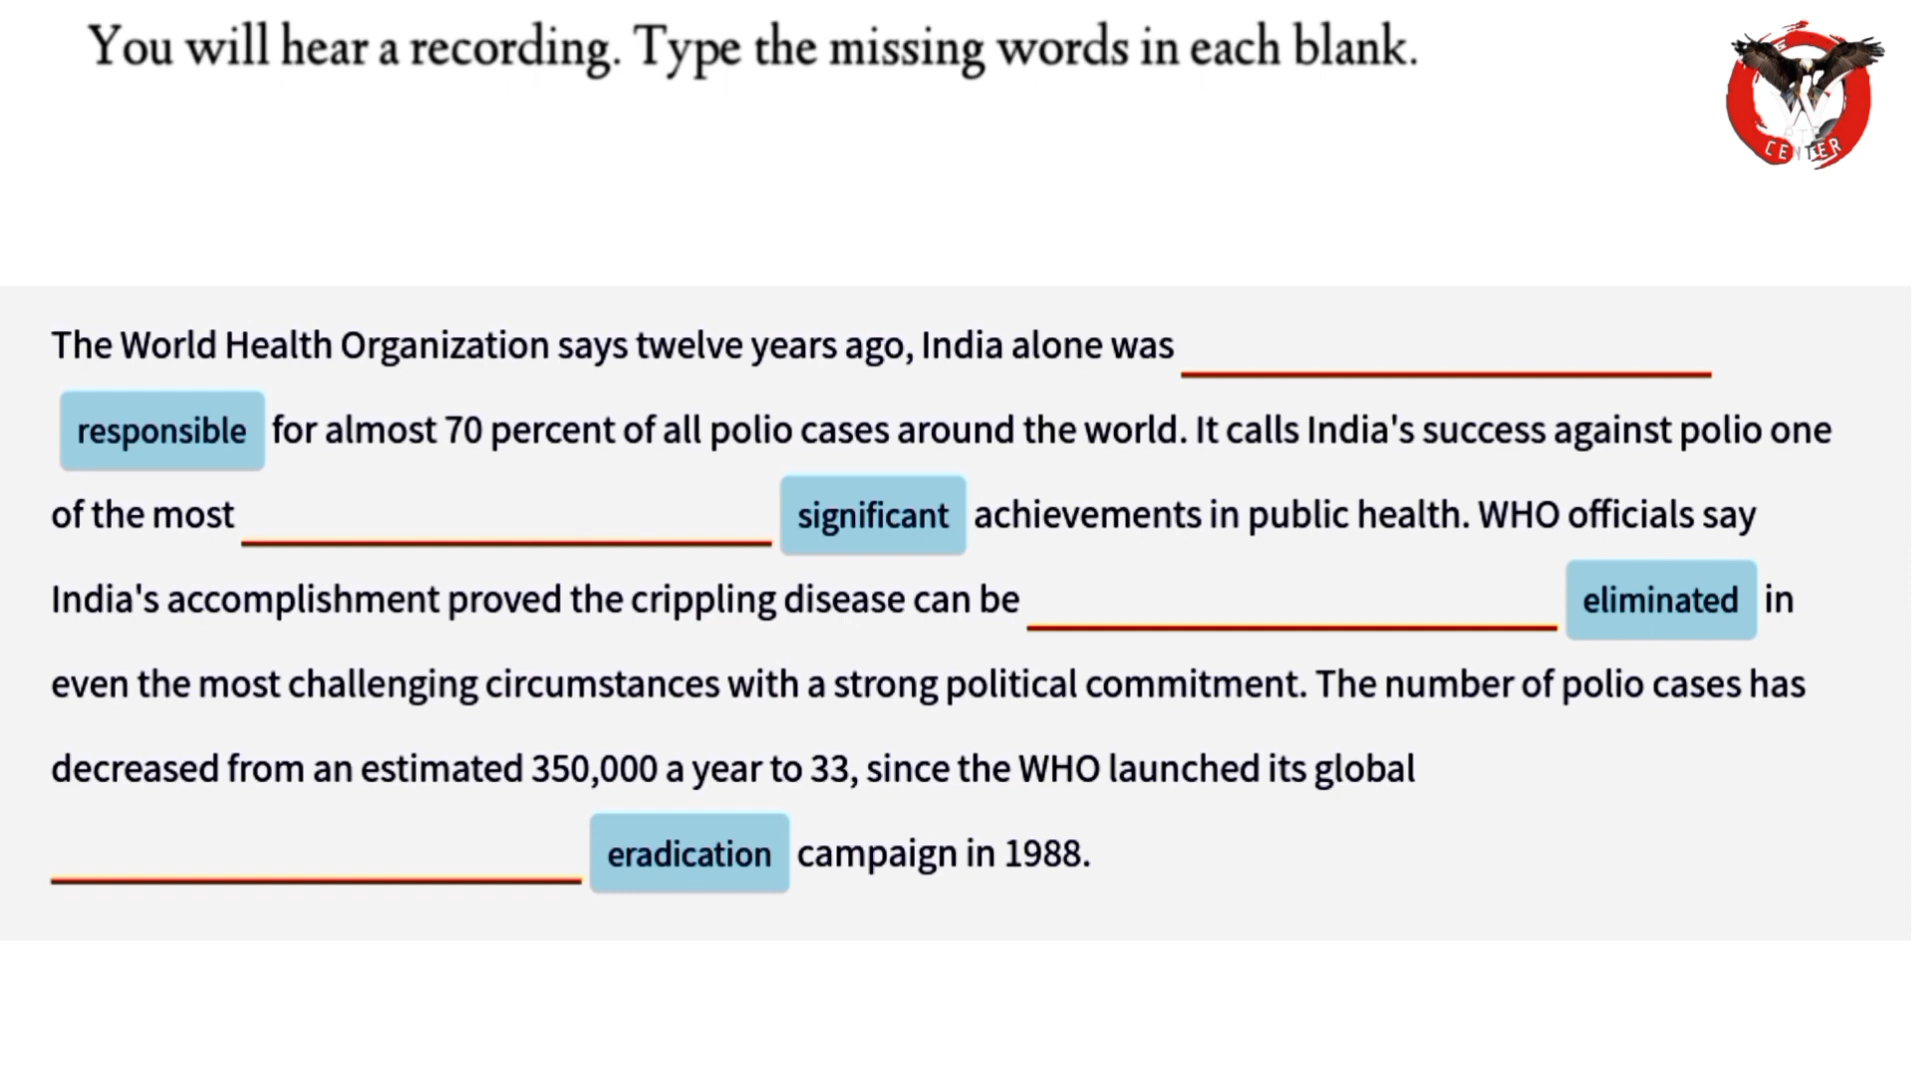 You will hear a recording. Type the missing words in each blank.
CENTER
The World Health Organization says twelve years ago, India alone was
responsible for almost 70 percent of all polio cases around the world. It calls India's success against polio one
of the most significant achievements in public health. WHO officials say
India's accomplishment proved the crippling disease can be eliminated in
even the most challenging circumstances with a strong political commitment. The number of polio cases has
decreased from an estimated 350,000 a year to 33, since the WHO launched its global
eradication campaign in 1988.